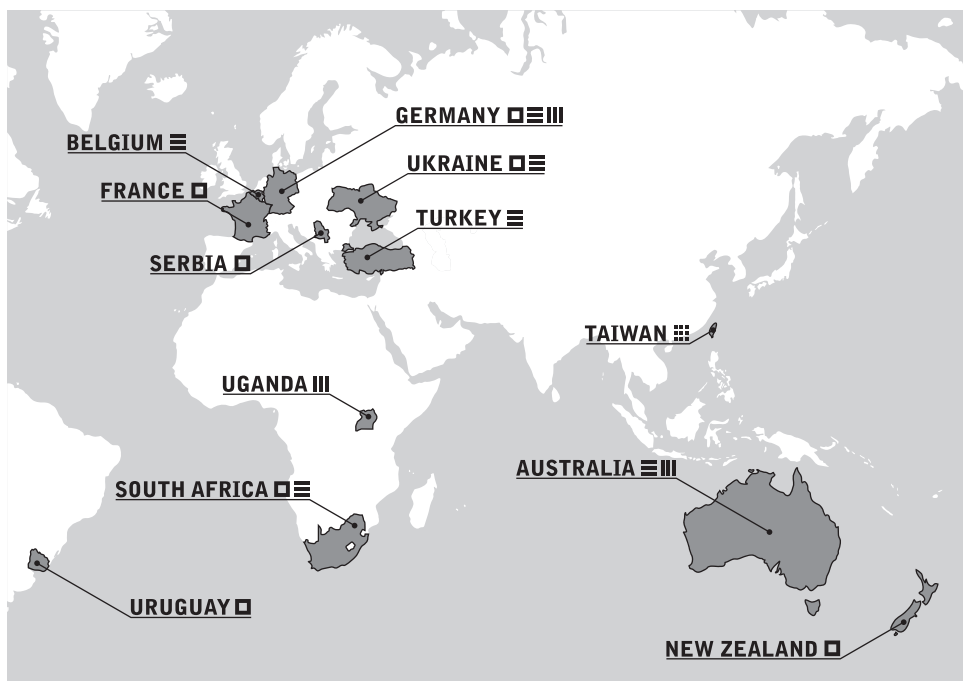 GERMANY
BELGIUM
UKRAINE
FRANCE
TURKEY
SERBIA
TAIWAN
UGANDA
AUSTRALIA
SOUTH AFRICA
URUGUAY
NEW ZEALAND